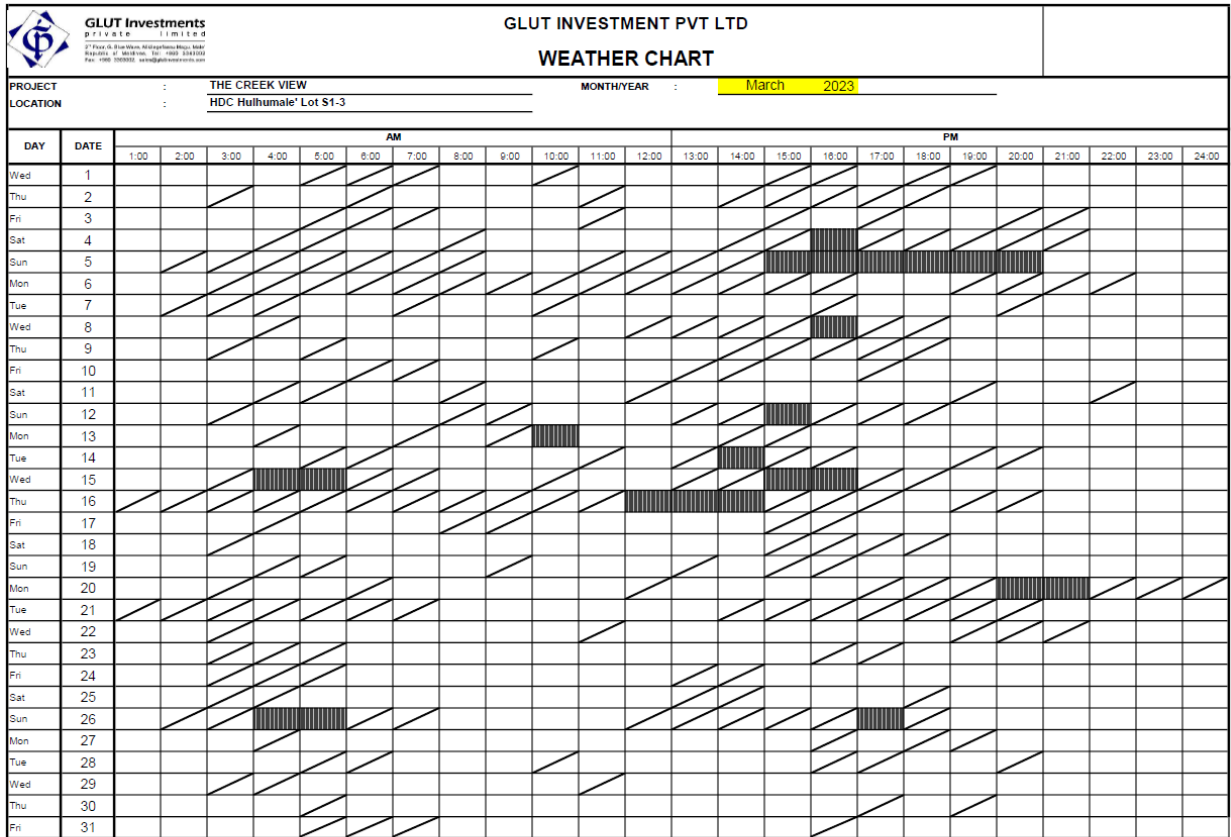 GLUT Investments
private limited
GLUT INVESTMENT PVT LTD
WEATHER CHART
PROJECT : THE CREEK VIEW MONTH/YEAR : March 2023
LOCATION : HDC Hulhumale' Lot S1-3
DAY DATE AM PM
1:00 2:00 3:00 4:00 5:00 6:00 7:00 8:00 9:00 10:00 11:00 12:00 13:00 14:00 15:00 16:00 17:00 18:00 19:00 20:00 21:00 22:00 23:00 24:00
Wed 1
Thu 2
Fri 3
Sat 4
Sun 5
Mon 6
Tue 7
Wed 8
Thu 9
Fri 10
Sat 11
Sun 12
Mon 13
Tue 14
Wed 15
Thu 16
Fri 17
Sat 18
Sun 19
Mon 20
Tue 21
Wed 22
Thu 23
Fri 24
Sat 25
Sun 26
Mon 27
Tue 28
Wed 29
Thu 30
Fri 31